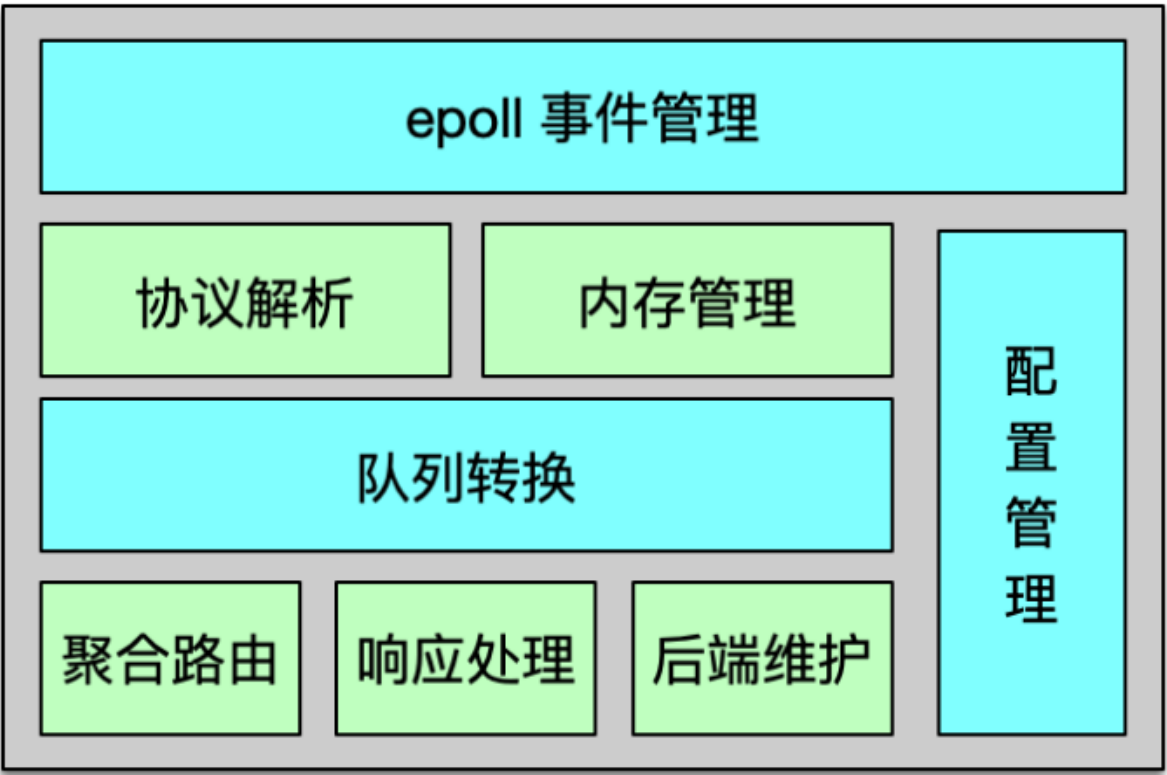 epoll 事件管理
协议解析
内存管理
配
置
管
理
队列转换
聚合路由
响应处理
后端维护